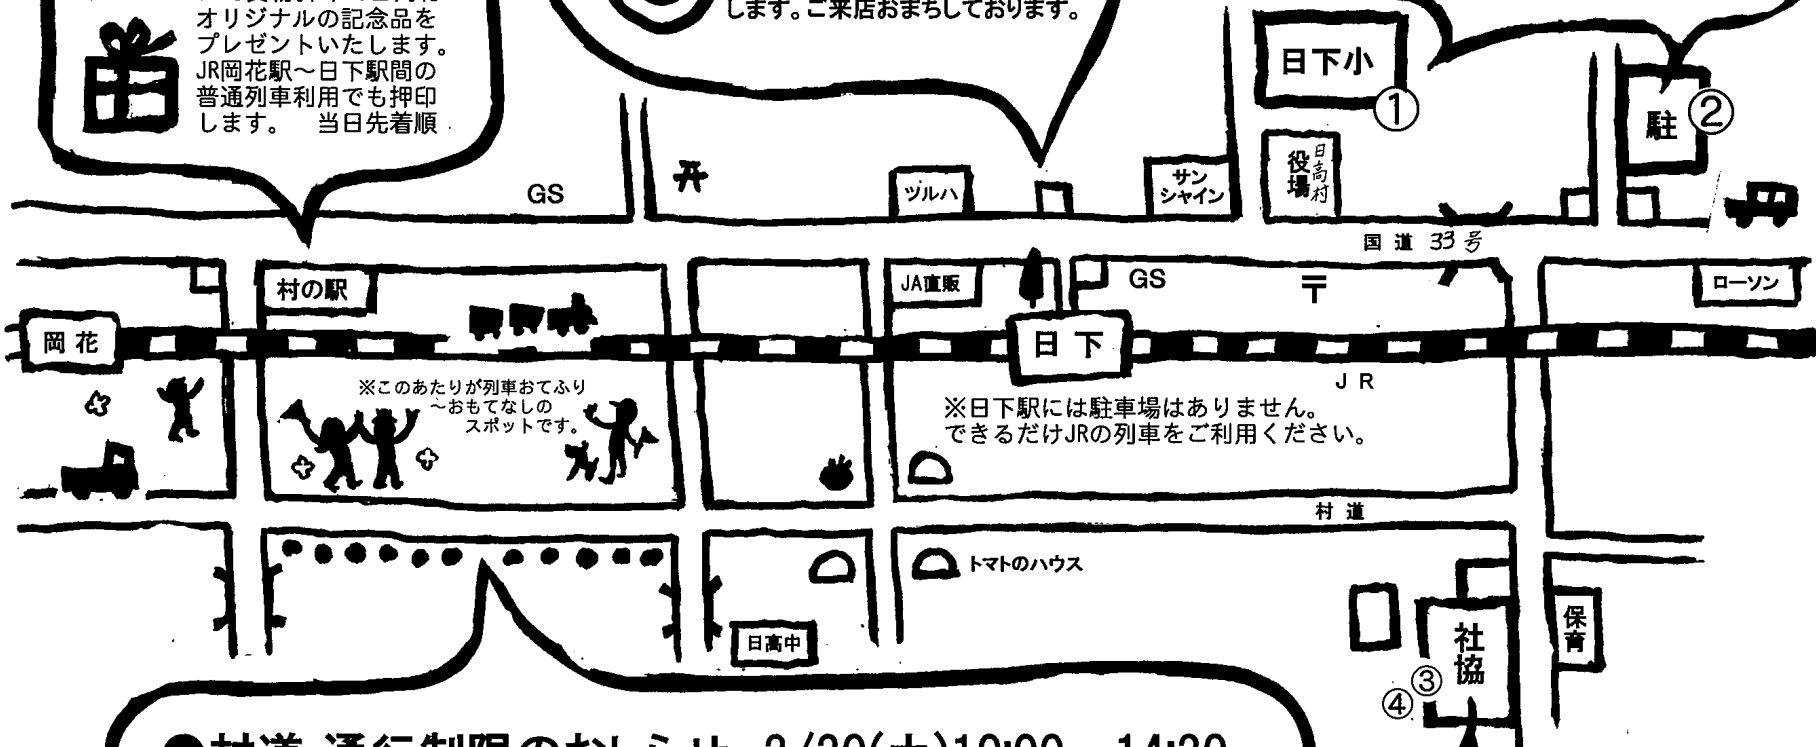 オリジナルの記念品を
プレゼントいたします。
JR岡花駅～日下駅間の
普通列車利用でも押印
します。 当日先着順
します。ご来店おまちしております。
日下小
①
駐
②
役場
日高村
サン
シャイン
ツルハ
GS
国道 33号
村の駅
JA直販
GS
〒
ローソン
岡花
日下
JR
※このあたりが列車おてふり
～おもてなしの
スポットです。
※日下駅には駐車場はありません。
できるだけJRの列車をご利用ください。
村道
トマトのハウス
日高中
社協
③
④
保育